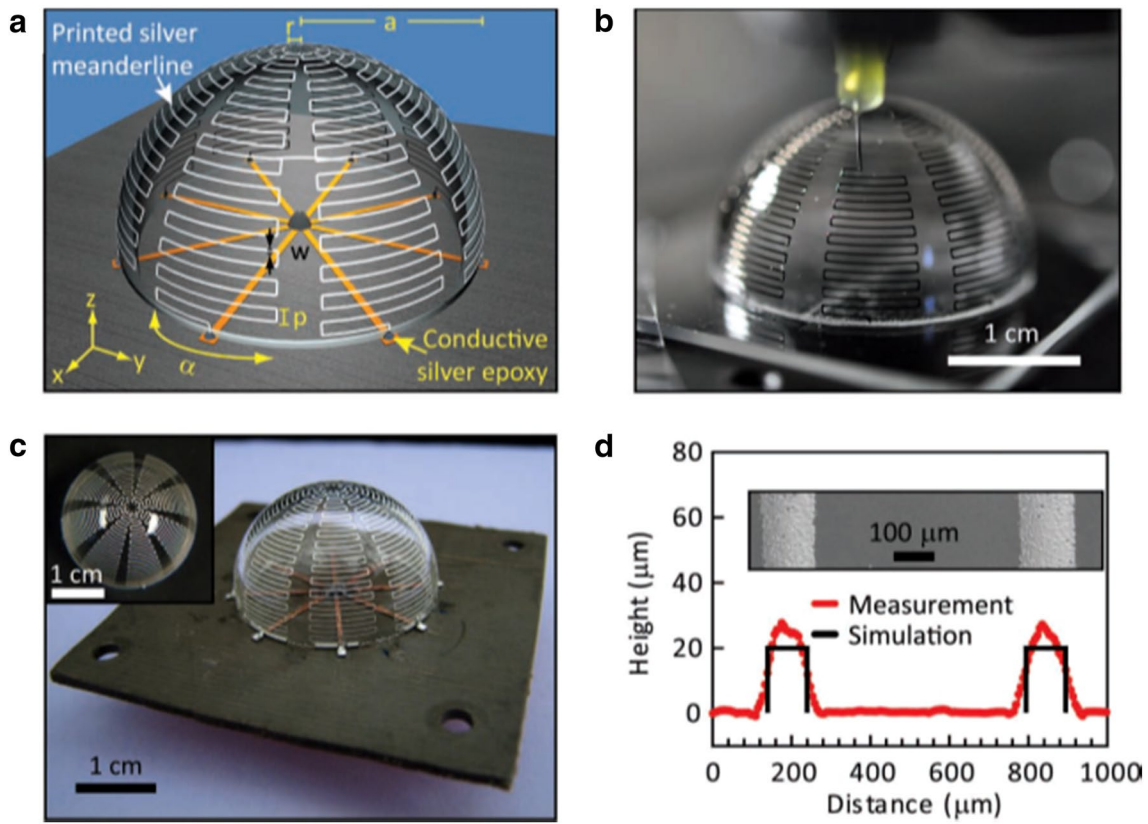 a
r
a
Printed silver
meanderline
w
Ip
z
y
x
α
Conductive
silver epoxy
b
1 cm
c
1 cm
1 cm
d
80
60
40
20
0
Height (μm)
100 μm
Measurement
Simulation
0 200 400 600 800 1000
Distance (μm)